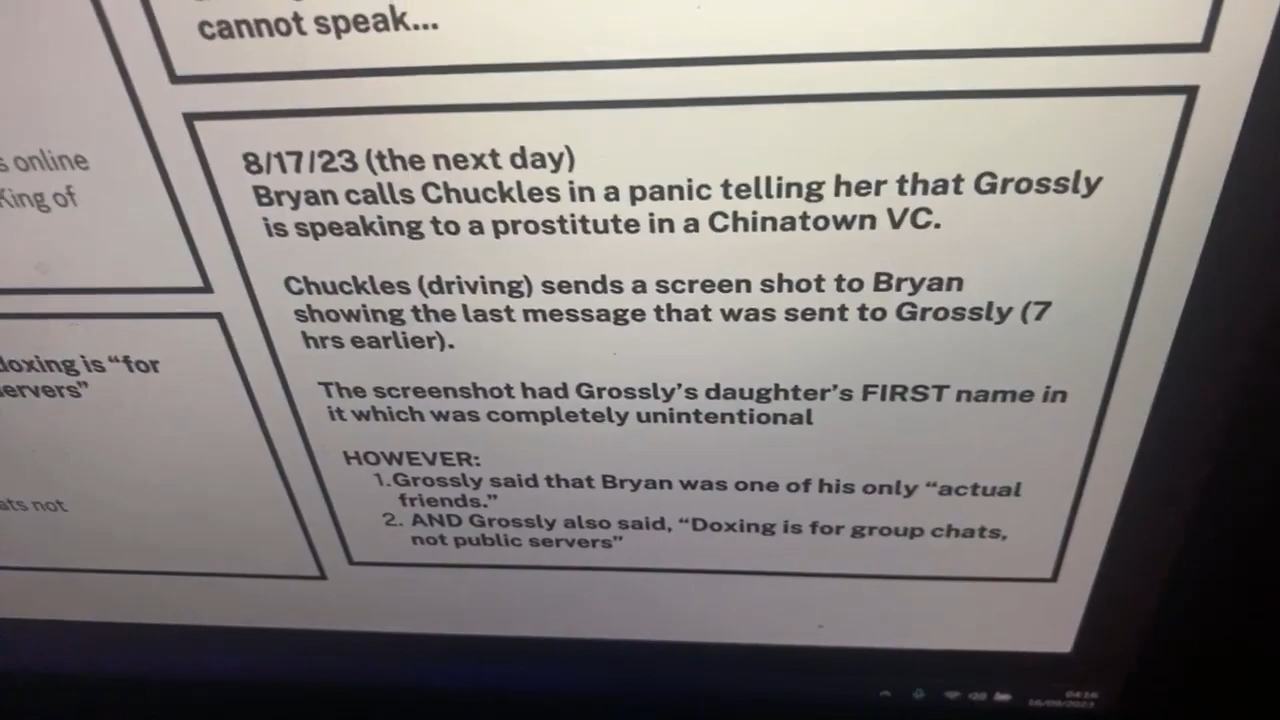 cannot speak...
s online
King of
doxing is “for
servers”
ats not
8/17/23 (the next day)
Bryan calls Chuckles in a panic telling her that Grossly
is speaking to a prostitute in a Chinatown VC.
Chuckles (driving) sends a screen shot to Bryan
showing the last message that was sent to Grossly (7
hrs earlier).
The screenshot had Grossly’s daughter’s FIRST name in
it which was completely unintentional
HOWEVER:
1.Grossly said that Bryan was one of his only “actual
friends.”
2. AND Grossly also said, “Doxing is for group chats,
not public servers”
04:16